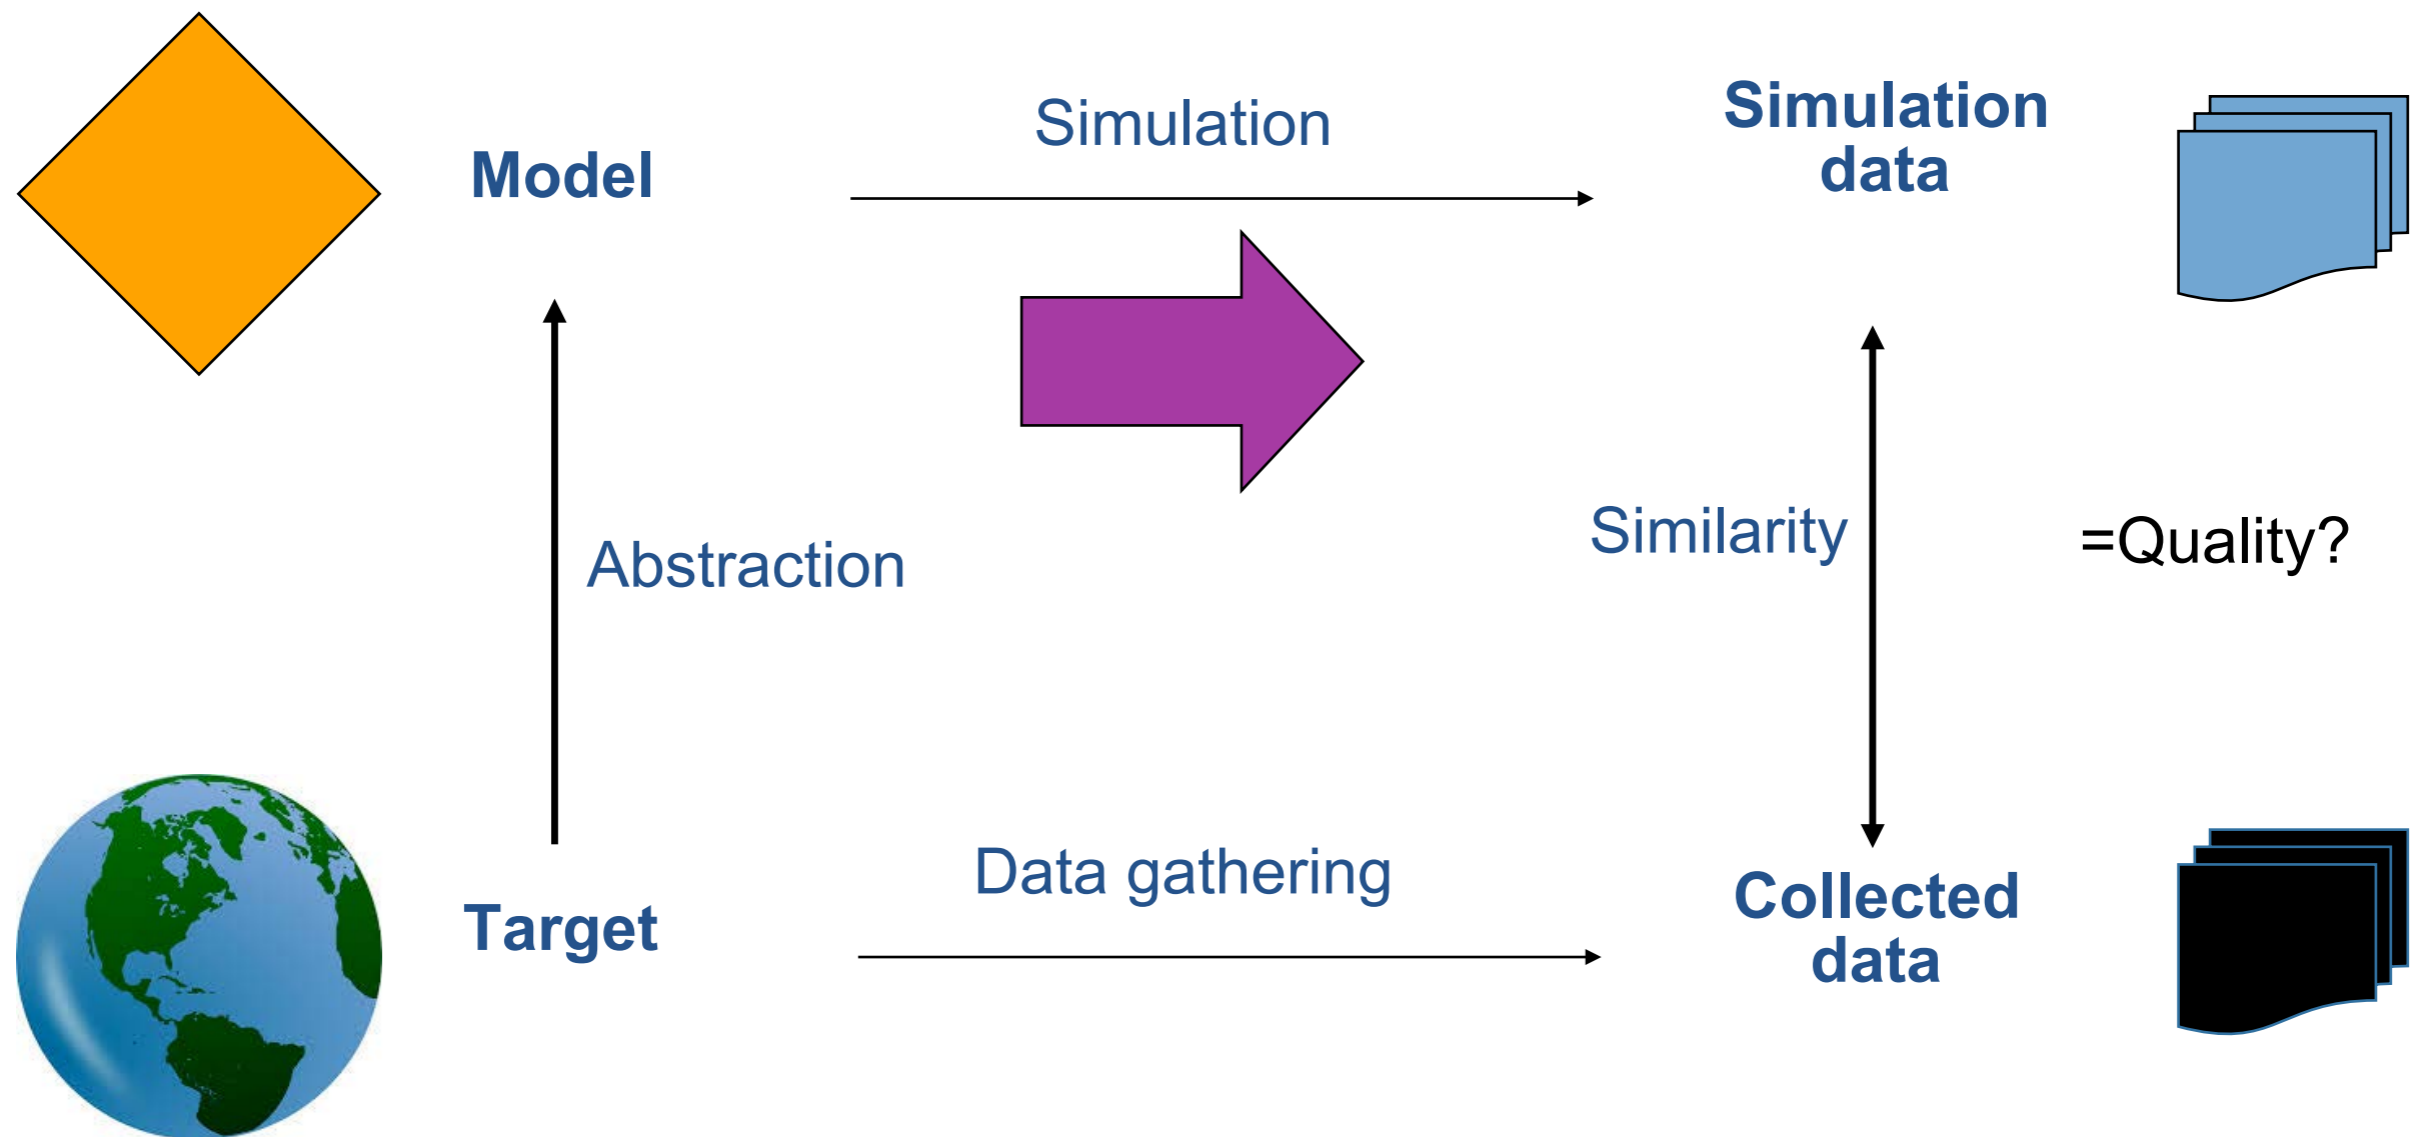 Simulation
Model
Simulation
data
Abstraction
Similarity
=Quality?
Target
Data gathering
Collected
data